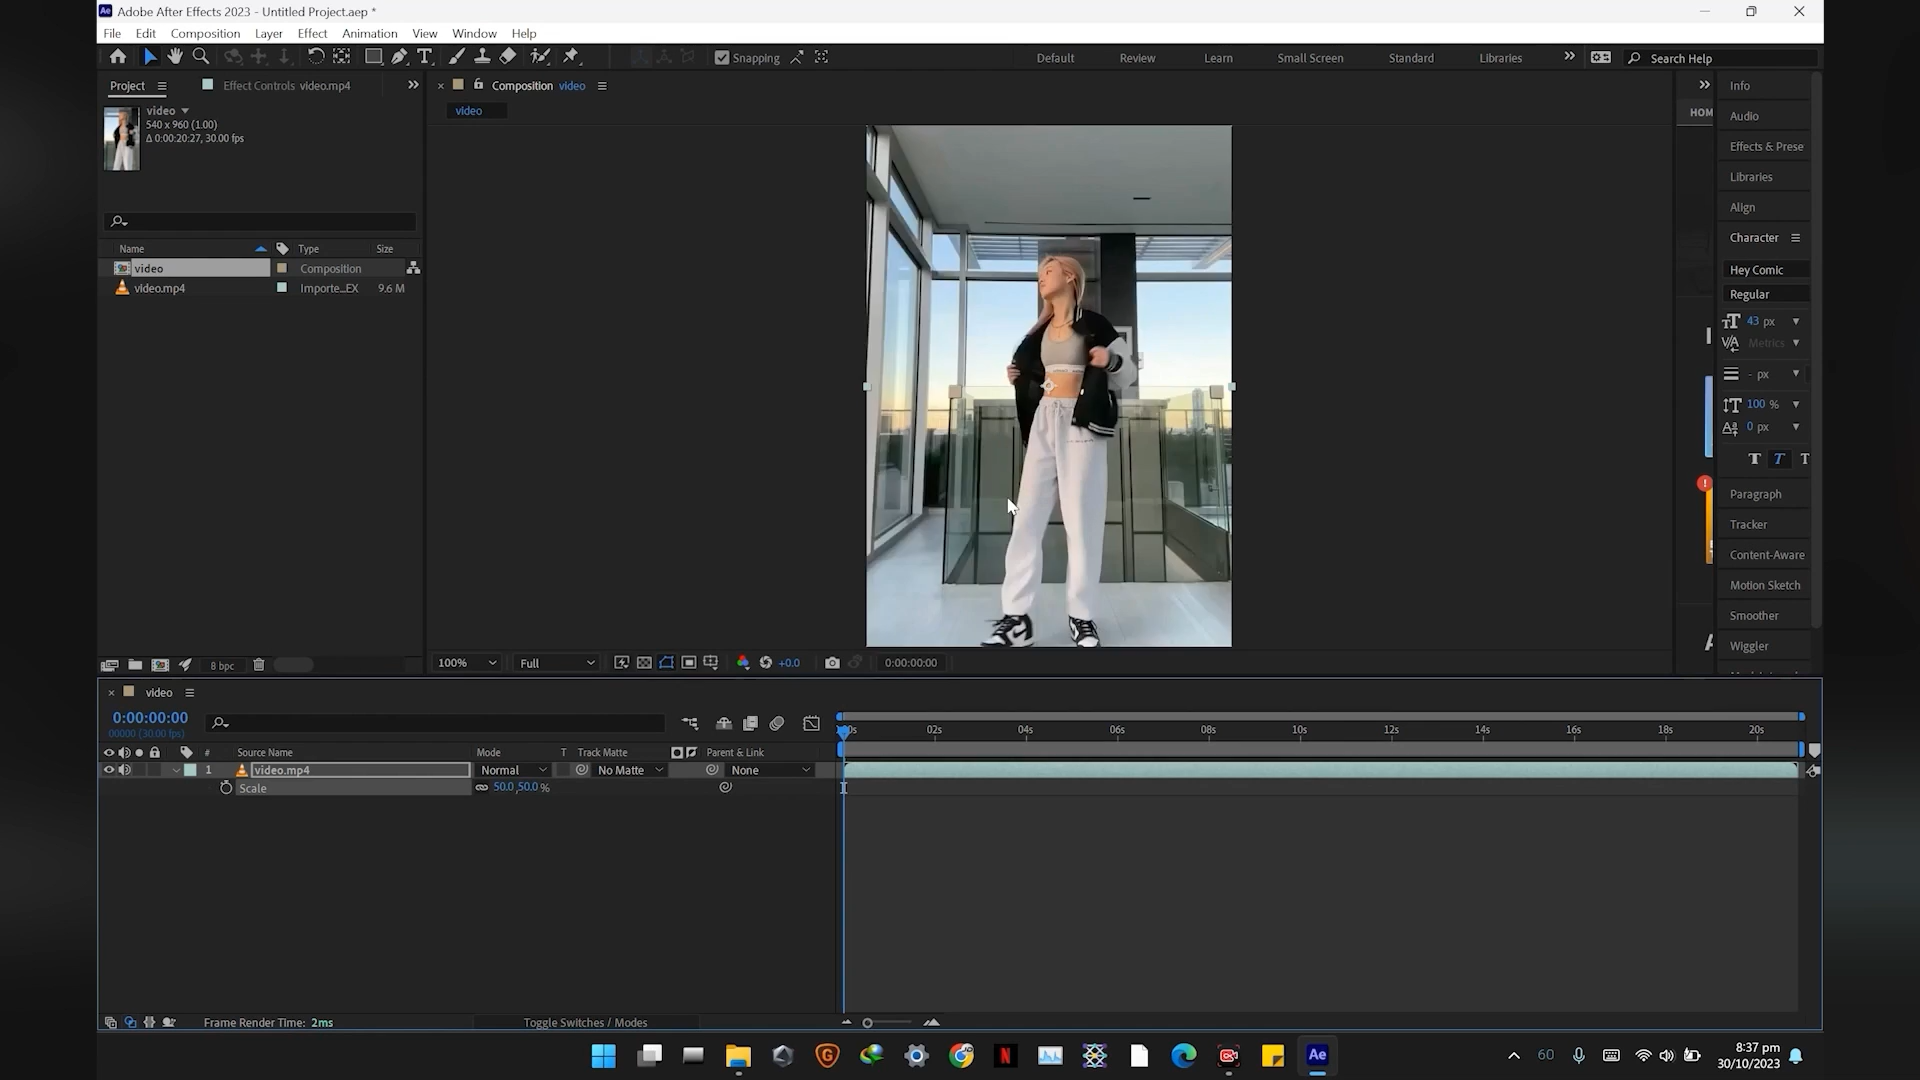 Ae Adobe After Effects 2023 - Untitled Project.aep *
File Edit Composition Layer Effect Animation View Window Help
Snapping Default Review Learn Small Screen Standard Libraries Search Help
Project Effect Controls video.mp4
Composition video
video
video
540 x 960 (1.00)
Δ 0:00:20:27, 30.00 fps
Name Type Size
video Composition
video.mp4 Importe_EX 9.6 M
8 bpc
100% Full +0.0 0:00:00:00
HOM
Info
Audio
Effects & Prese
Libraries
Align
Character
Hey Comic
Regular
43 px
Metrics
- px
100 %
0 px
T T T
Paragraph
Tracker
Content-Aware
Motion Sketch
Smoother
Wiggler
video
0:00:00:00
00000 (30.00 fps)
02s 04s 06s 08s 10s 12s 14s 16s 18s 20s
# Source Name Mode T Track Matte Parent & Link
1 video.mp4 Normal No Matte None
Scale 50.0,50.0 %
Frame Render Time: 2ms Toggle Switches / Modes
N Ae 60 8:37 pm
30/10/2023